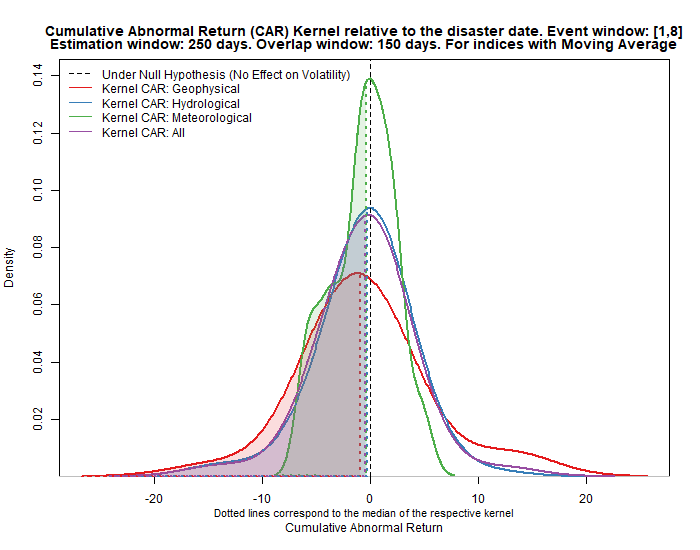 Cumulative Abnormal Return (CAR) Kernel relative to the disaster date. Event window: [1,8]
Estimation window: 250 days. Overlap window: 150 days. For indices with Moving Average
Under Null Hypothesis (No Effect on Volatility)
Kernel CAR: Geophysical
Kernel CAR: Hydrological
Kernel CAR: Meteorological
Kernel CAR: All
Density
0.14
0.12
0.10
0.08
0.06
0.04
0.02
-20 -10 0 10 20
Dotted lines correspond to the median of the respective kernel
Cumulative Abnormal Return